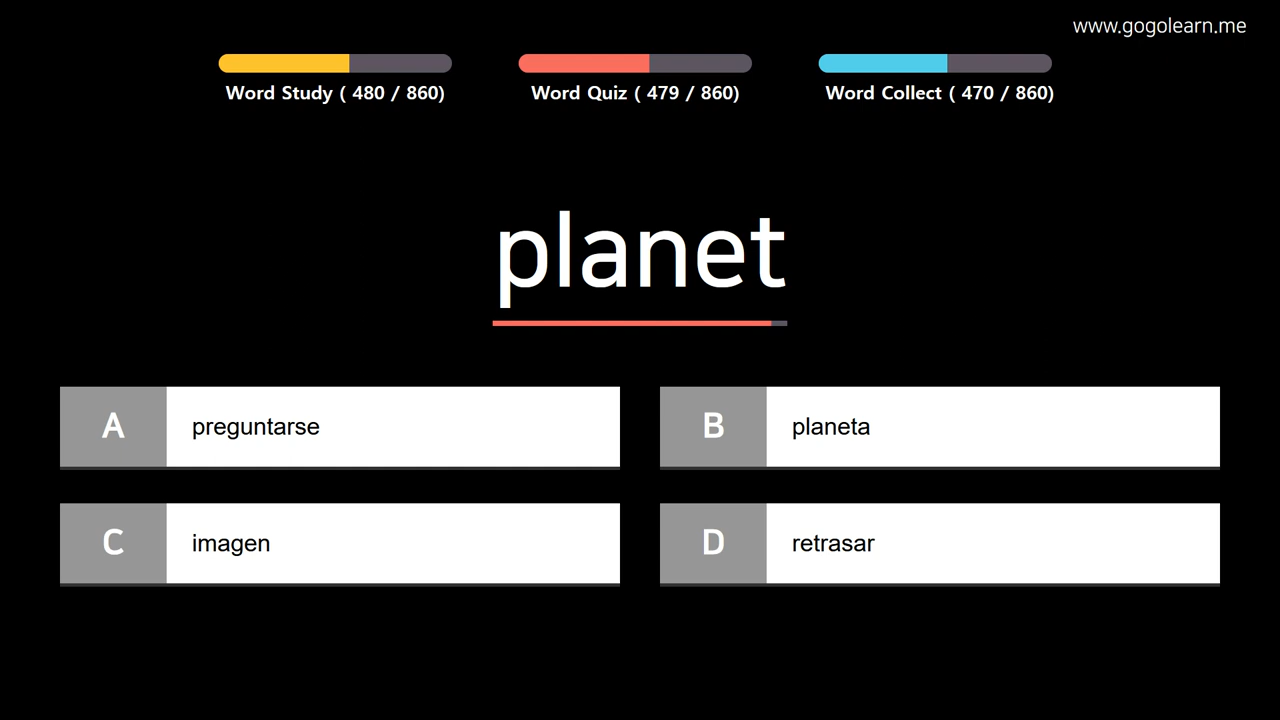 www.gogolearn.me
Word Study ( 480 / 860)
Word Quiz ( 479 / 860)
Word Collect ( 470 / 860)
planet
A preguntarse
B planeta
C imagen
D retrasar